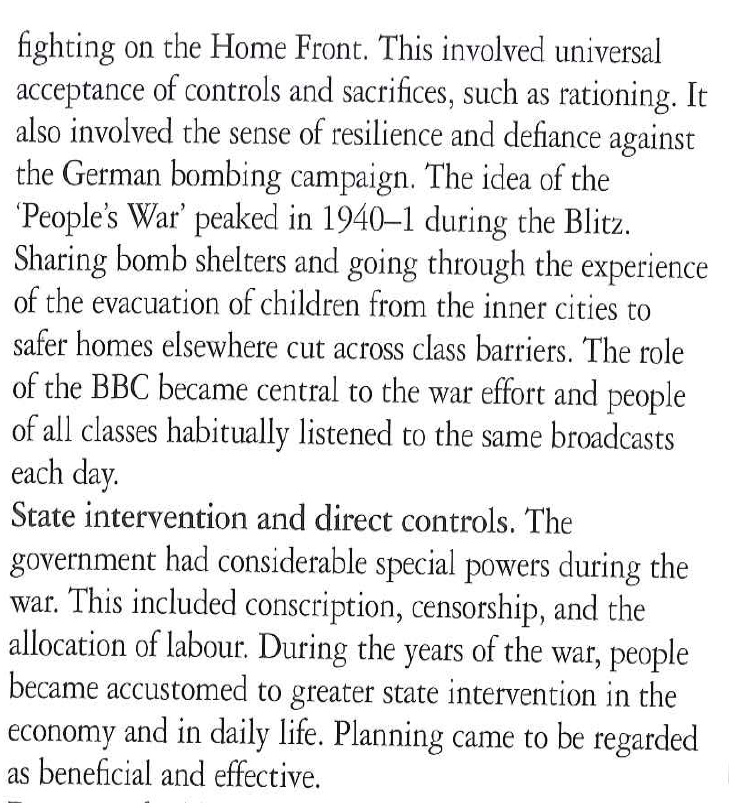 fighting on the Home Front. This involved universal
acceptance of controls and sacrifices, such as rationing. It
also involved the sense of resilience and defiance against
the German bombing campaign. The idea of the
‘People’s War’ peaked in 1940–1 during the Blitz.
Sharing bomb shelters and going through the experience
of the evacuation of children from the inner cities to
safer homes elsewhere cut across class barriers. The role
of the BBC became central to the war effort and people
of all classes habitually listened to the same broadcasts
each day.
State intervention and direct controls. The
government had considerable special powers during the
war. This included conscription, censorship, and the
allocation of labour. During the years of the war, people
became accustomed to greater state intervention in the
economy and in daily life. Planning came to be regarded
as beneficial and effective.